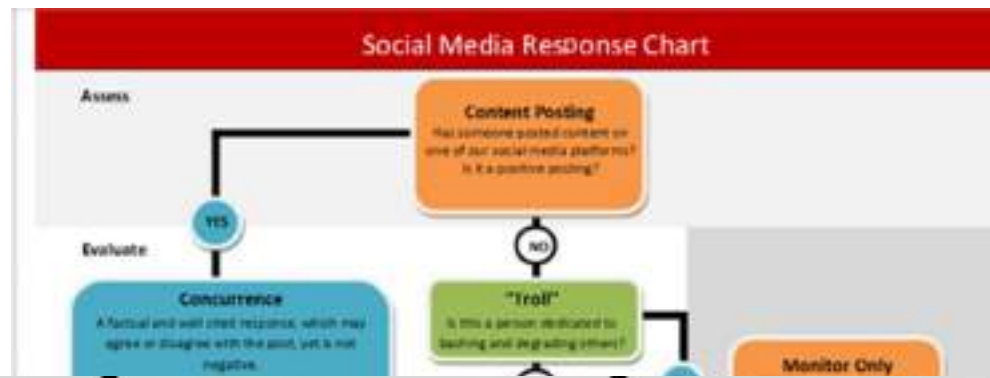 Social Media Response Chart
Assess
Content Posting
Has someone posted content on
one of our social media platforms?
Is it a positive posting?
YES
NO
Evaluate
Concurrence
A factual and well cited response, which may
agree or disagree with the post, yet is not
negative.
"Troll"
Is this a person dedicated to
bashing and degrading others?
Monitor Only